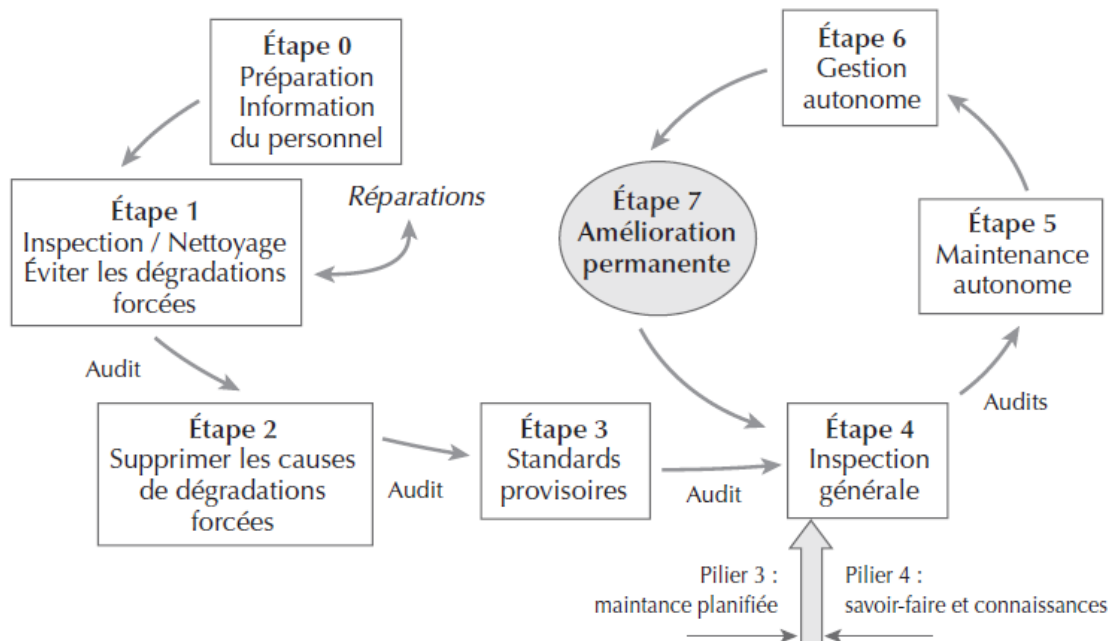 Étape 0
Préparation
Information
du personnel
Étape 1
Inspection / Nettoyage
Éviter les dégradations
forcées
Réparations
Audit
Étape 2
Supprimer les causes
de dégradations
forcées
Audit
Étape 3
Standards
provisoires
Audit
Étape 4
Inspection
générale
Audits
Étape 5
Maintenance
autonome
Étape 6
Gestion
autonome
Étape 7
Amélioration
permanente
Pilier 3 :
maintance planifiée
Pilier 4 :
savoir-faire et connaissances